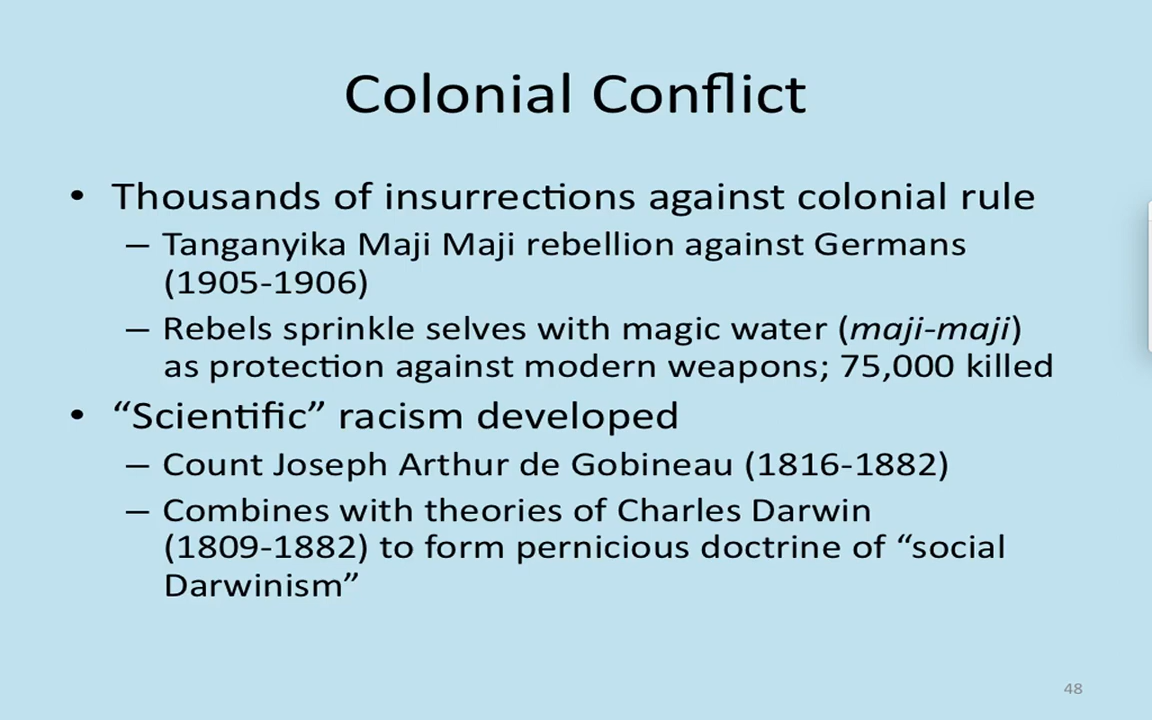 Colonial Conflict
• Thousands of insurrections against colonial rule
– Tanganyika Maji Maji rebellion against Germans
(1905-1906)
– Rebels sprinkle selves with magic water (maji-maji)
as protection against modern weapons; 75,000 killed
• “Scientific” racism developed
– Count Joseph Arthur de Gobineau (1816-1882)
– Combines with theories of Charles Darwin
(1809-1882) to form pernicious doctrine of “social
Darwinism”
48